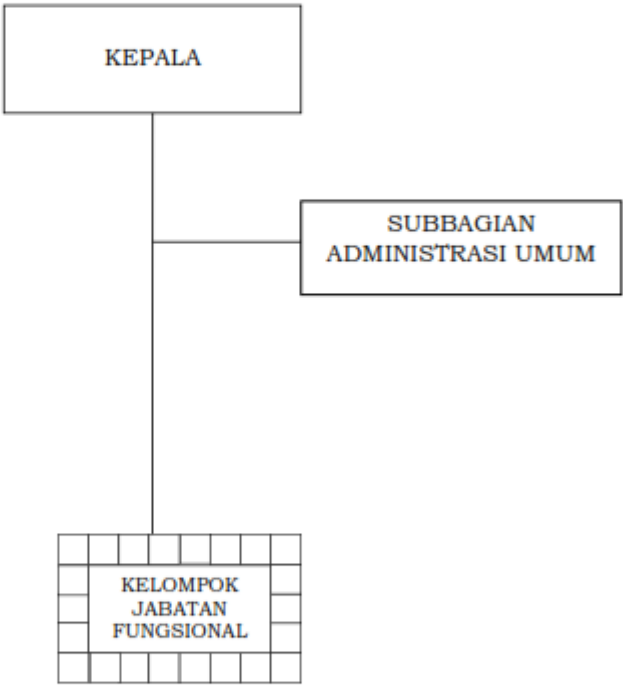 KEPALA
SUBBAGIAN
ADMINISTRASI UMUM
KELOMPOK
JABATAN
FUNGSIONAL